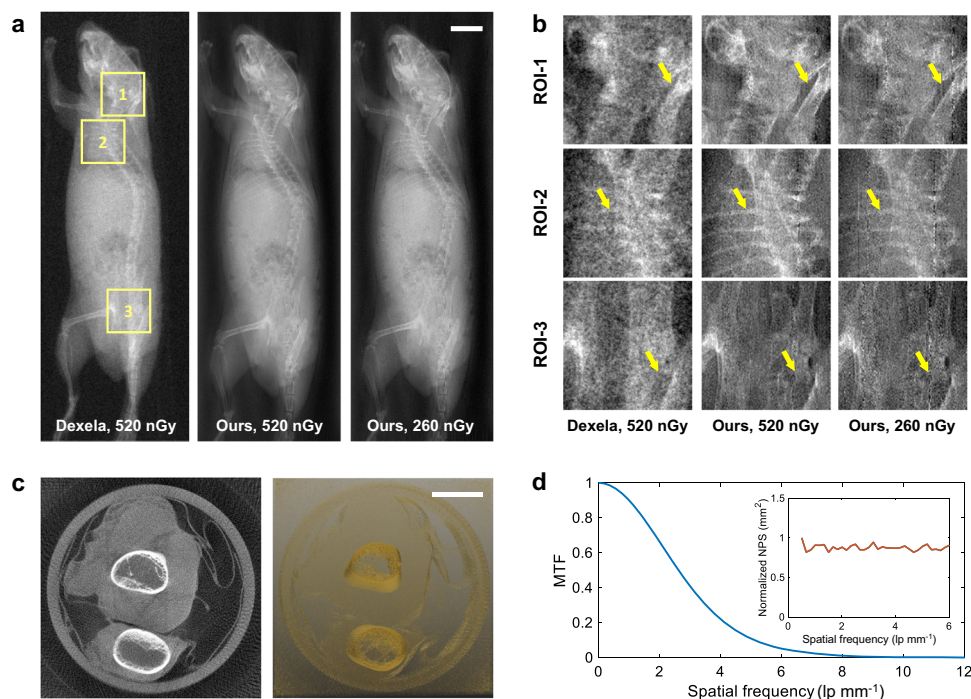 a
1
2
3
Dexela, 520 nGy
Ours, 520 nGy
Ours, 260 nGy
b
ROI-1
ROI-2
ROI-3
Dexela, 520 nGy
Ours, 520 nGy
Ours, 260 nGy
c
d
MTF
1
0.8
0.6
0.4
0.2
0
0
2
4
6
8
10
12
Spatial frequency (lp mm⁻¹)
Normalized NPS (mm²)
1.5
1
0.5
0
0
2
4
6
Spatial frequency (lp mm⁻¹)